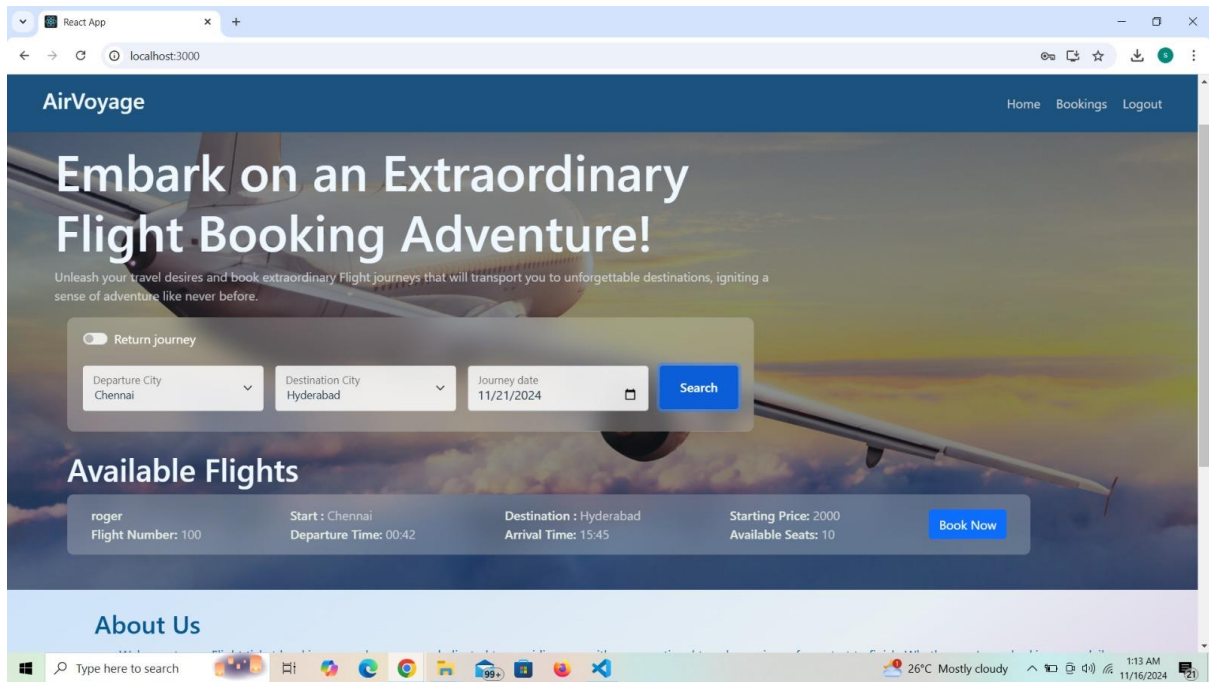 React App
localhost:3000
S
AirVoyage
Home Bookings Logout
Embark on an Extraordinary
Flight Booking Adventure!
Unleash your travel desires and book extraordinary Flight journeys that will transport you to unforgettable destinations, igniting a
sense of adventure like never before.
Return journey
Departure City
Chennai
Destination City
Hyderabad
Journey date
11/21/2024
Search
Available Flights
roger
Flight Number: 100
Start : Chennai
Departure Time: 00:42
Destination : Hyderabad
Arrival Time: 15:45
Starting Price: 2000
Available Seats: 10
Book Now
About Us
Type here to search
99+
26°C Mostly cloudy
1:13 AM
11/16/2024
21